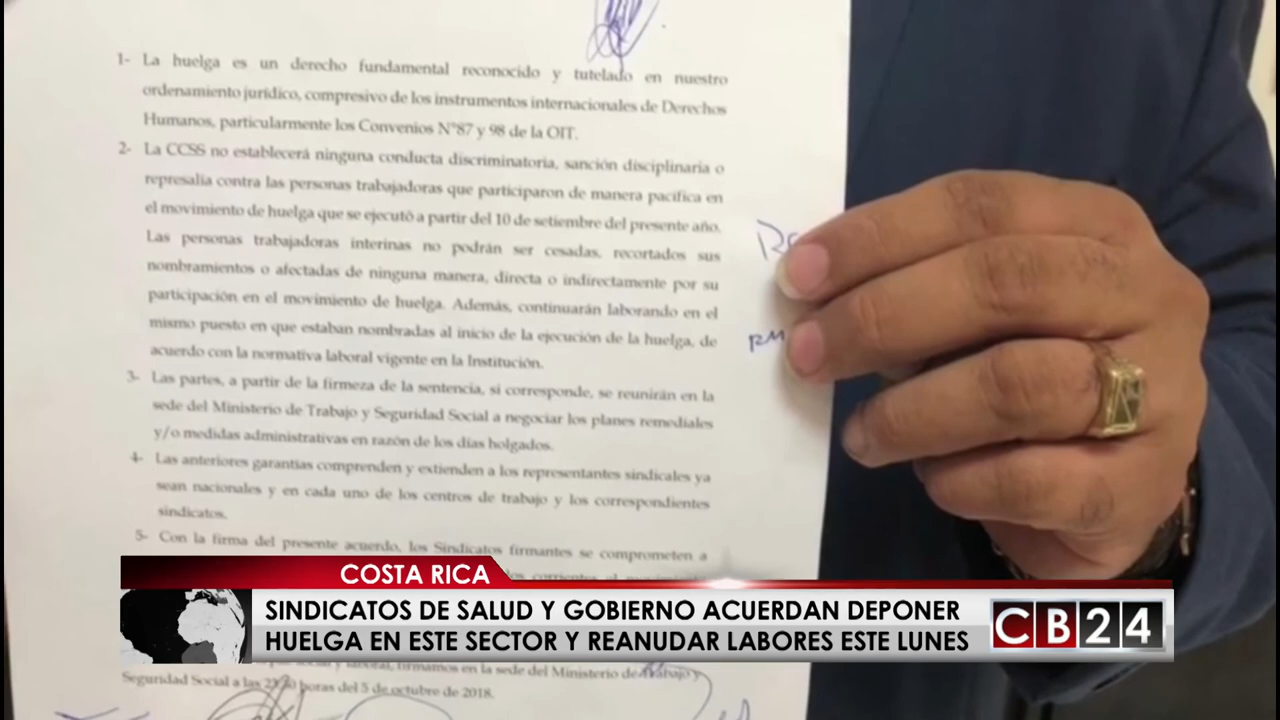 1- La huelga es un derecho fundamental reconocido y tutelado en nuestro
ordenamiento jurídico, compresivo de los instrumentos internacionales de Derechos
Humanos, particularmente los Convenios N°87 y 98 de la OIT.
2- La CCSS no establecerá ninguna conducta discriminatoria, sanción disciplinaria o
represalia contra las personas trabajadoras que participaron de manera pacífica en
el movimiento de huelga que se ejecutó a partir del 10 de setiembre del presente año.
Las personas trabajadoras interinas no podrán ser cesadas, recortados sus
nombramientos o afectadas de ninguna manera, directa o indirectamente por su
participación en el movimiento de huelga. Además, continuarán laborando en el
mismo puesto en que estaban nombradas al inicio de la ejecución de la huelga, de
acuerdo con la normativa laboral vigente en la Institución.
3- Las partes, a partir de la firmeza de la sentencia, si corresponde, se reunirán en la
sede del Ministerio de Trabajo y Seguridad Social a negociar los planes remediales
y/o medidas administrativas en razón de los días holgados.
4- Las anteriores garantías comprenden y extienden a los representantes sindicales ya
sean nacionales y en cada uno de los centros de trabajo y los correspondientes
sindicatos.
5- Con la firma del presente acuerdo, los Sindicatos firmantes se comprometen a
COSTA RICA
SINDICATOS DE SALUD Y GOBIERNO ACUERDAN DEPONER
HUELGA EN ESTE SECTOR Y REANUDAR LABORES ESTE LUNES
CB24
y laboral, firmamos en la sede del Ministerio de Trabajo y
Seguridad Social a las horas del 5 de octubre de 2018.